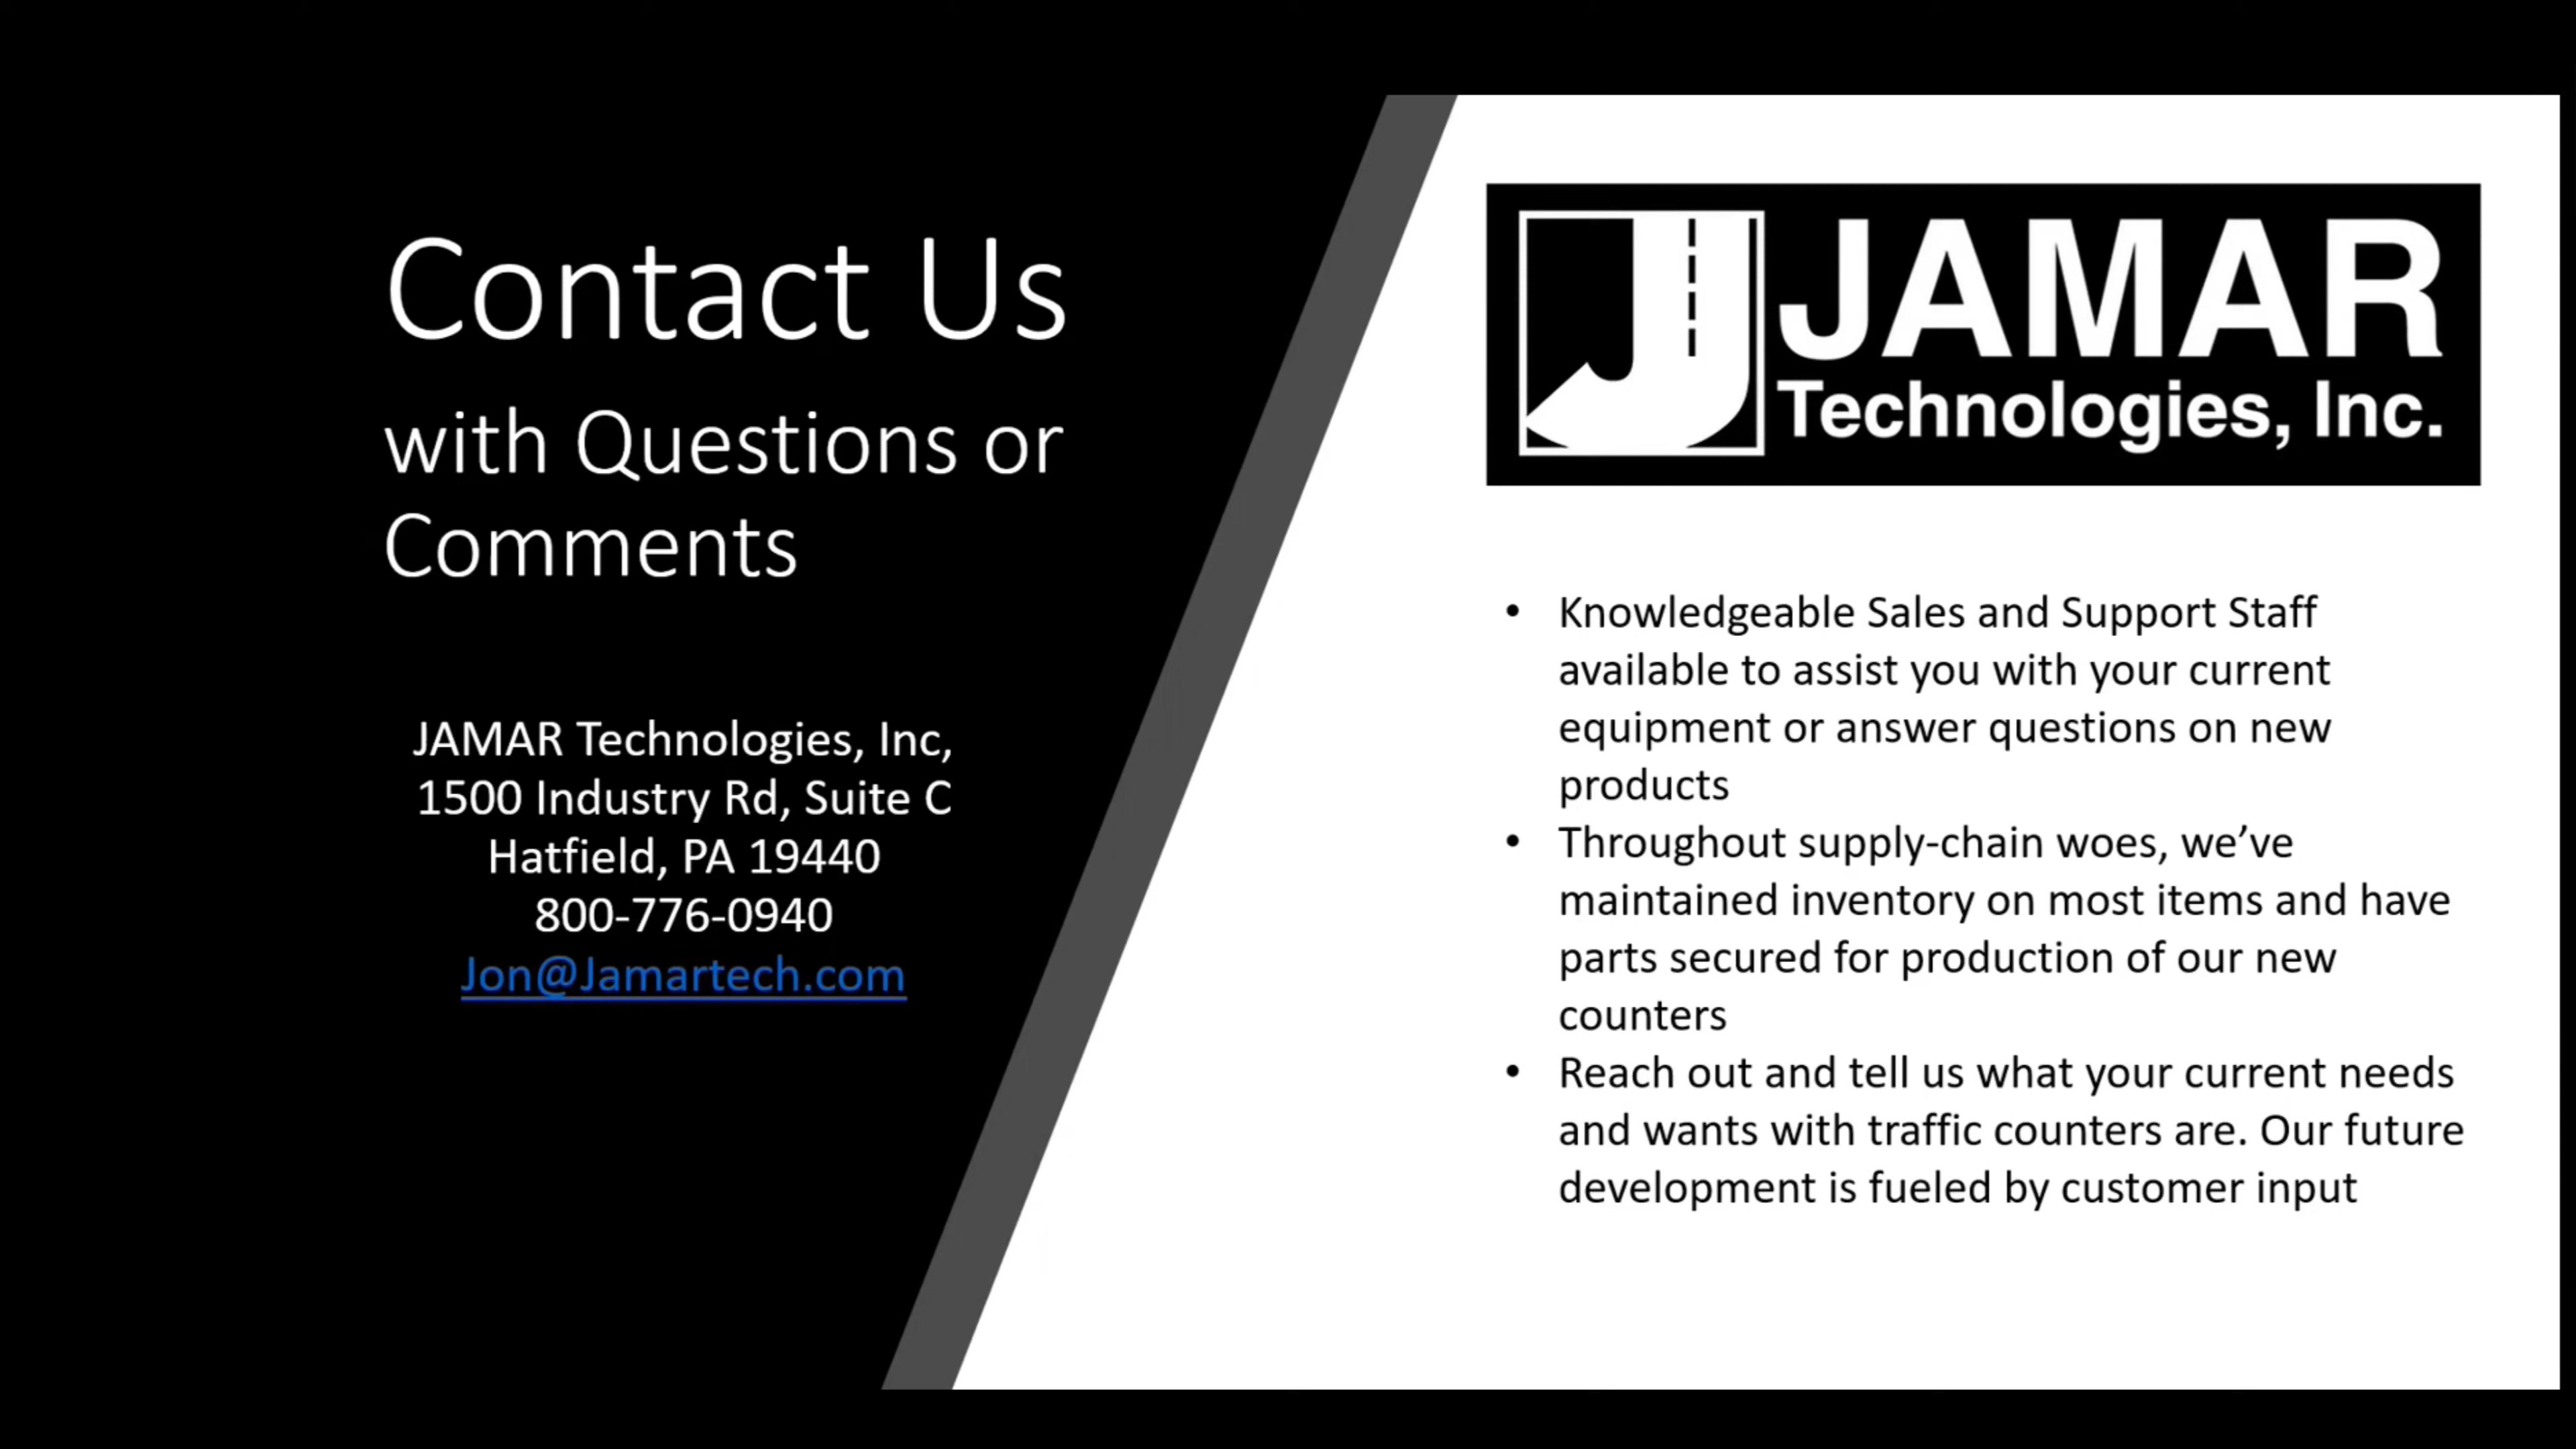 Contact Us
with Questions or
Comments
JAMAR Technologies, Inc,
1500 Industry Rd, Suite C
Hatfield, PA 19440
800-776-0940
Jon@Jamartech.com
JAMAR
Technologies, Inc.
• Knowledgeable Sales and Support Staff
available to assist you with your current
equipment or answer questions on new
products
• Throughout supply-chain woes, we’ve
maintained inventory on most items and have
parts secured for production of our new
counters
• Reach out and tell us what your current needs
and wants with traffic counters are. Our future
development is fueled by customer input